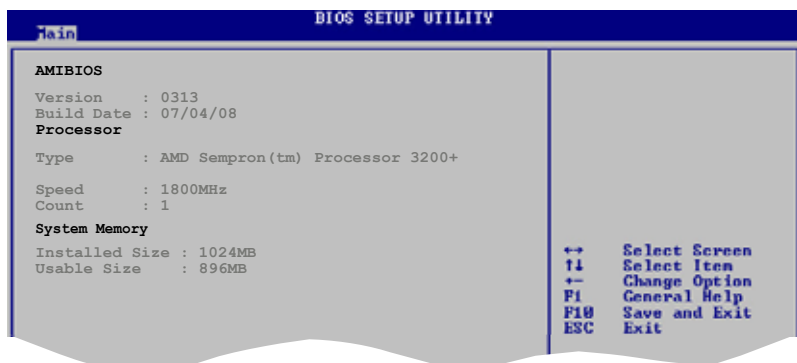 BIOS SETUP UTILITY
Main
AMIBIOS
Version : 0313
Build Date : 07/04/08
Processor
Type : AMD Sempron(tm) Processor 3200+
Speed : 1800MHz
Count : 1
System Memory
Installed Size : 1024MB
Usable Size : 896MB
←→ Select Screen
↑↓ Select Item
+- Change Option
F1 General Help
F10 Save and Exit
ESC Exit